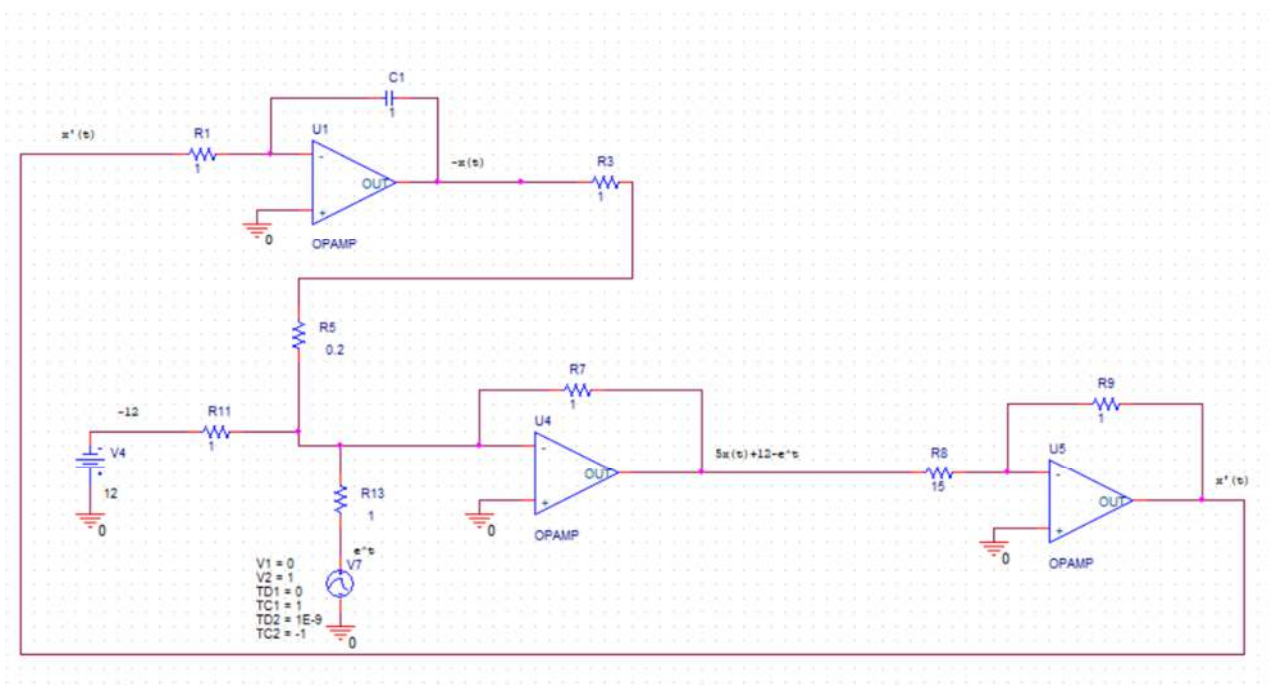 C1
1
x'(t)
R1
1
U1
-
OUT
+
0
OPAMP
-x(t)
R3
1
R5
0.2
-12
R11
1
V4
-
+
12
0
R13
1
e^t
V7
V1 = 0
V2 = 1
TD1 = 0
TC1 = 1
TD2 = 1E-9
TC2 = -1
0
R7
1
U4
-
OUT
+
0
OPAMP
5x(t)+12-e^t
R8
15
R9
1
U5
-
OUT
+
0
OPAMP
x'(t)